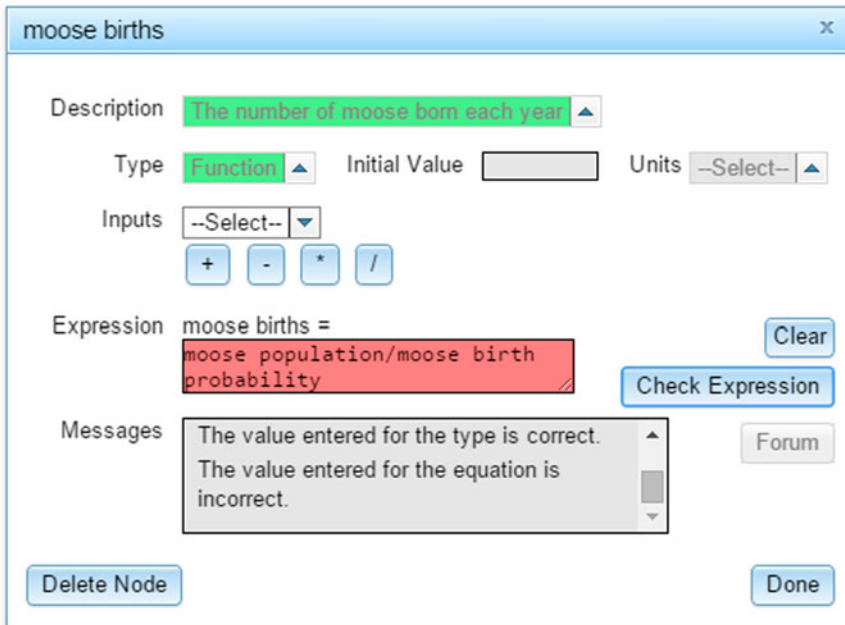 moose births x
Description The number of moose born each year
Type Function Initial Value Units --Select--
Inputs --Select--
+ - * /
Expression moose births =
moose population/moose birth
probability
Clear
Check Expression
Messages The value entered for the type is correct.
The value entered for the equation is
incorrect.
Forum
Delete Node Done